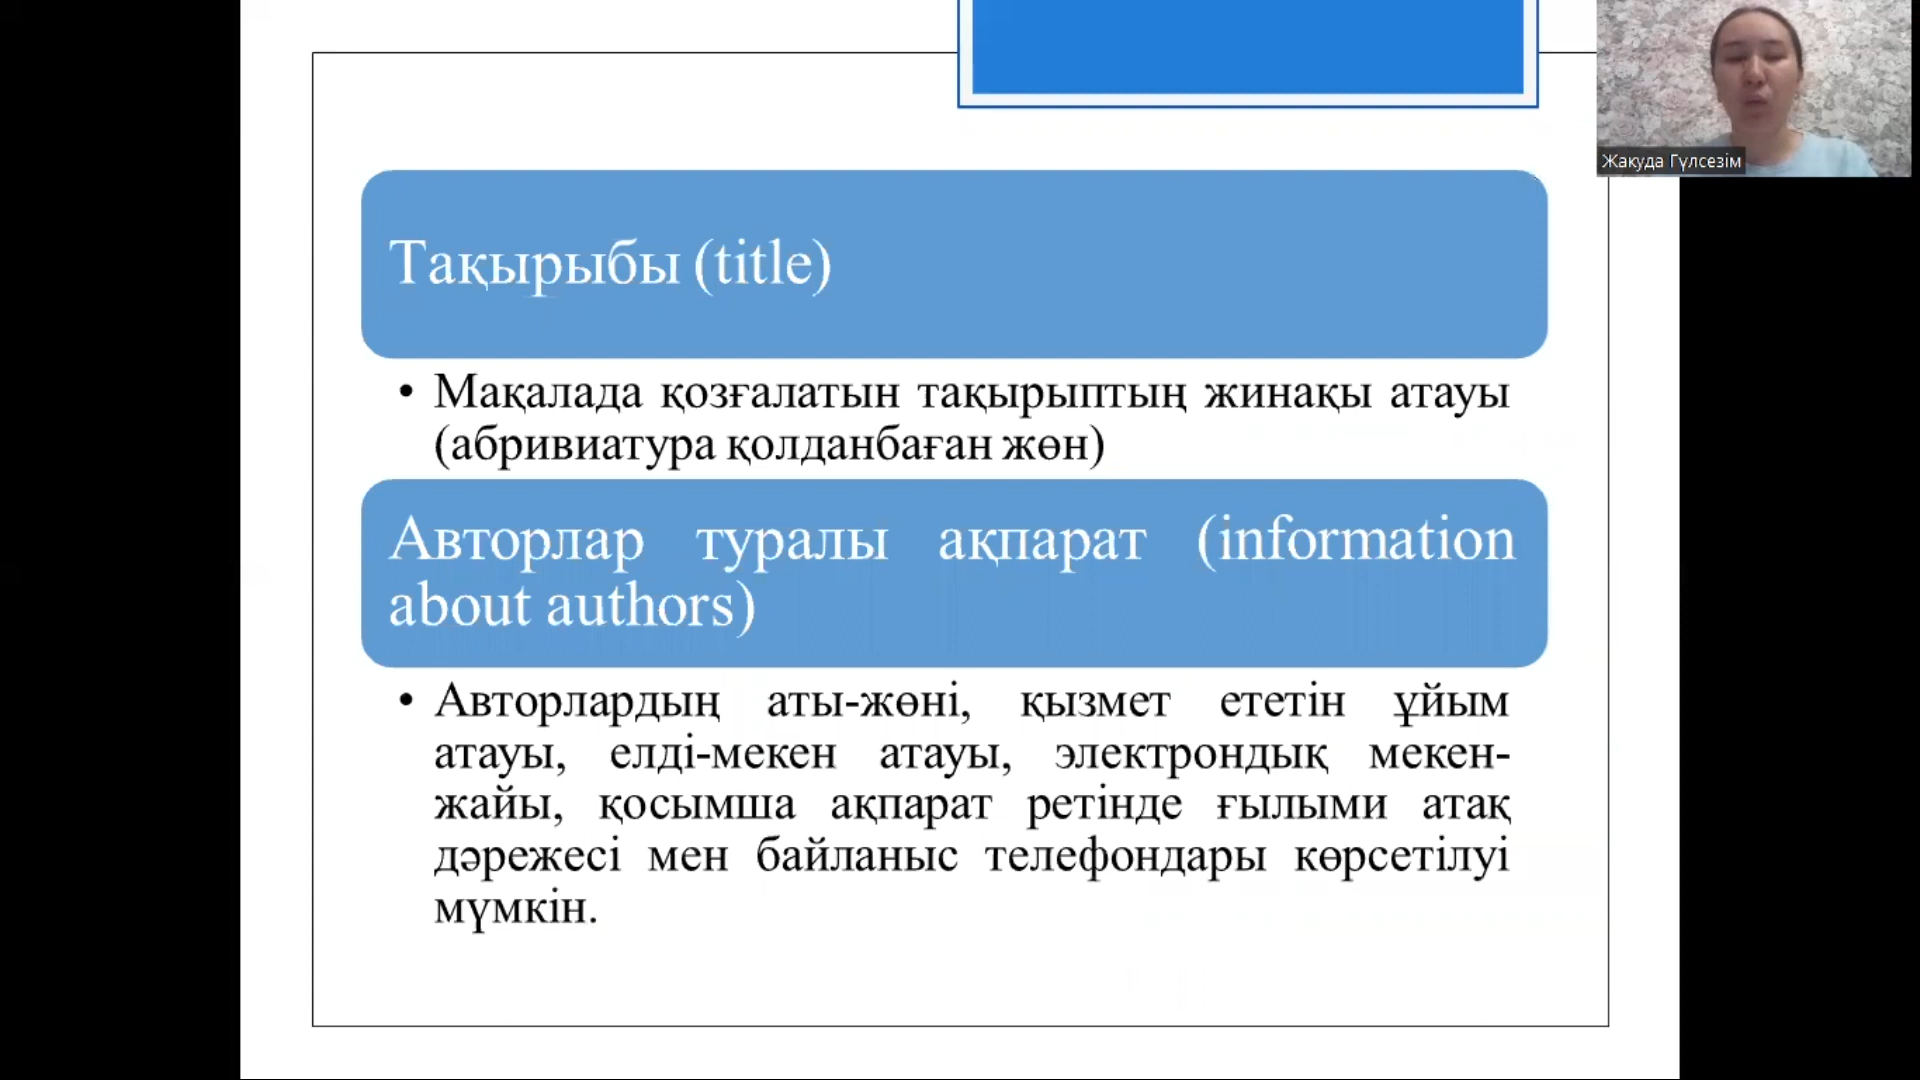 Жакуда Гүлсезім
Тақырыбы (title)
• Мақалада қозғалатын тақырыптың жинақы атауы
(абривиатура қолданбаған жөн)
Авторлар туралы ақпарат (information
about authors)
• Авторлардың аты-жөні, қызмет ететін ұйым
атауы, елді-мекен атауы, электрондық мекен-
жайы, қосымша ақпарат ретінде ғылыми атақ
дәрежесі мен байланыс телефондары көрсетілуі
мүмкін.